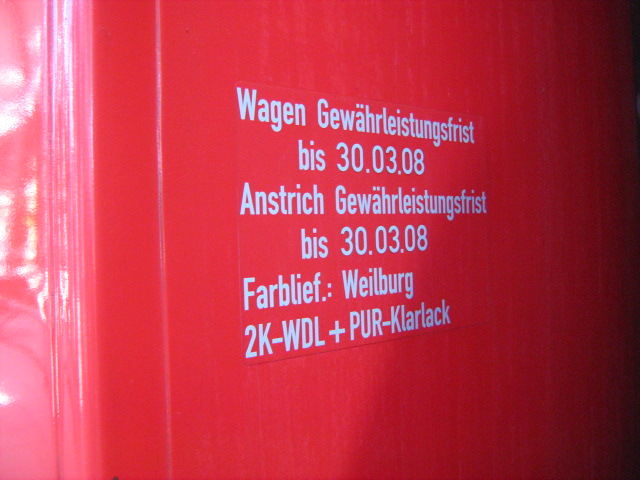 Wagen Gewährleistungsfrist
bis 30.03.08
Anstrich Gewährleistungsfrist
bis 30.03.08
Farblief.: Weilburg
2K-WDL+PUR-Klarlack